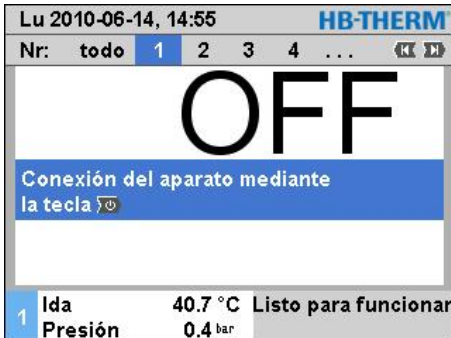 Lu 2010-06-14, 14:55 HB-THERM
Nr: todo 1 2 3 4 ...
OFF
Conexión del aparato mediante
la tecla
1 Ida 40.7 °C Listo para funcionar
Presión 0.4 bar